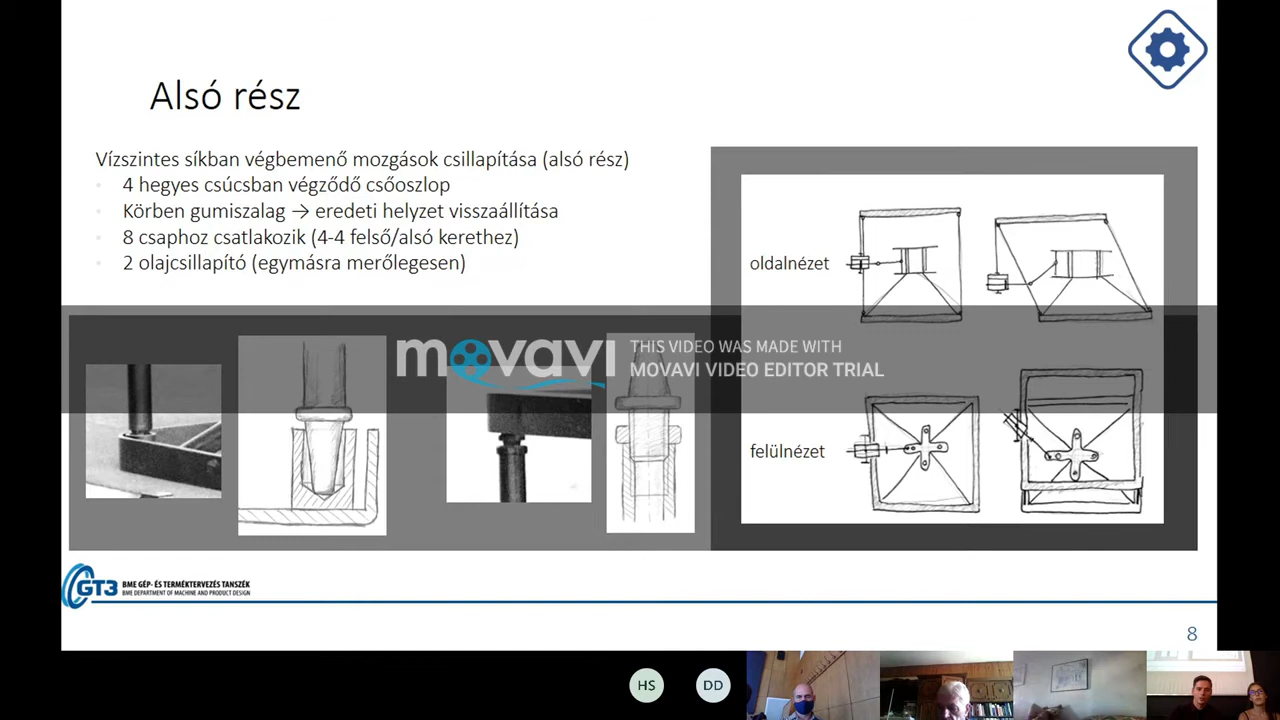 Alsó rész
Vízszintes síkban végbemenő mozgások csillapítása (alsó rész)
• 4 hegyes csúcsban végződő csőoszlop
• Körben gumiszalag → eredeti helyzet visszaállítása
• 8 csaphoz csatlakozik (4-4 felső/alsó kerethez)
• 2 olajcsillapító (egymásra merőlegesen)
oldalnézet
movavi
THIS VIDEO WAS MADE WITH
MOVAVI VIDEO EDITOR TRIAL
felülnézet
GT3
BME GÉP- ÉS TERMÉKTERVEZÉS TANSZÉK
BME DEPARTMENT OF MACHINE AND PRODUCT DESIGN
8
HS
DD